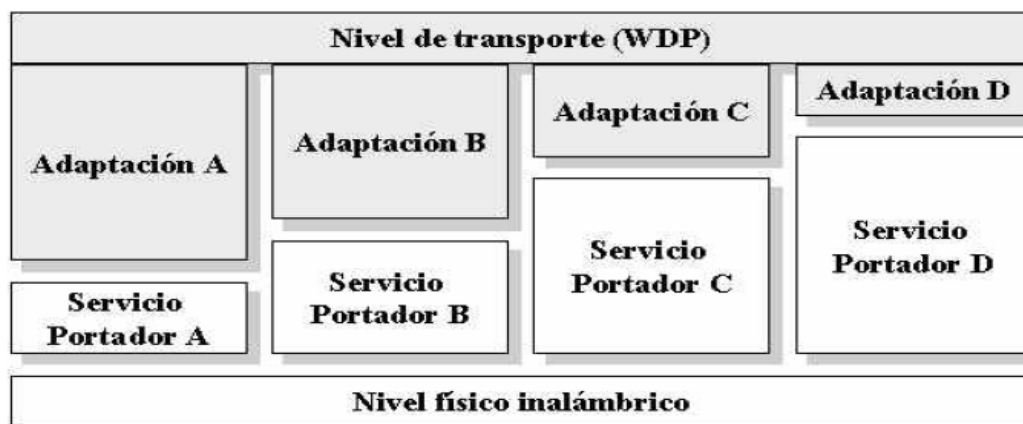 Nivel de transporte (WDP)
Adaptación A
Adaptación B
Adaptación C
Adaptación D
Servicio
Portador A
Servicio
Portador B
Servicio
Portador C
Servicio
Portador D
Nivel físico inalámbrico